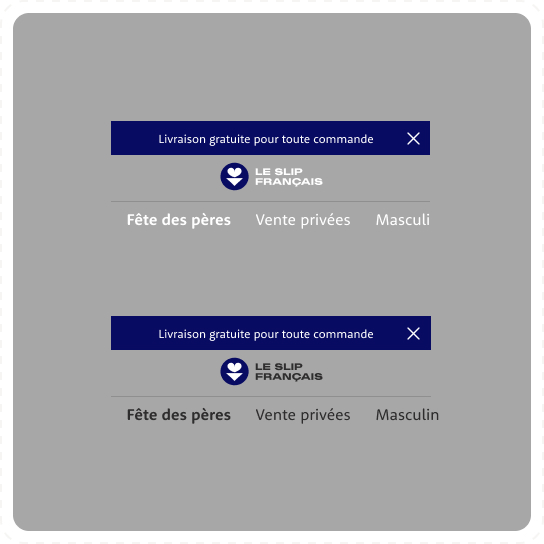 Livraison gratuite pour toute commande
LE SLIP
FRANÇAIS
Fête des pères Vente privées Masculi
Livraison gratuite pour toute commande
LE SLIP
FRANÇAIS
Fête des pères Vente privées Masculin